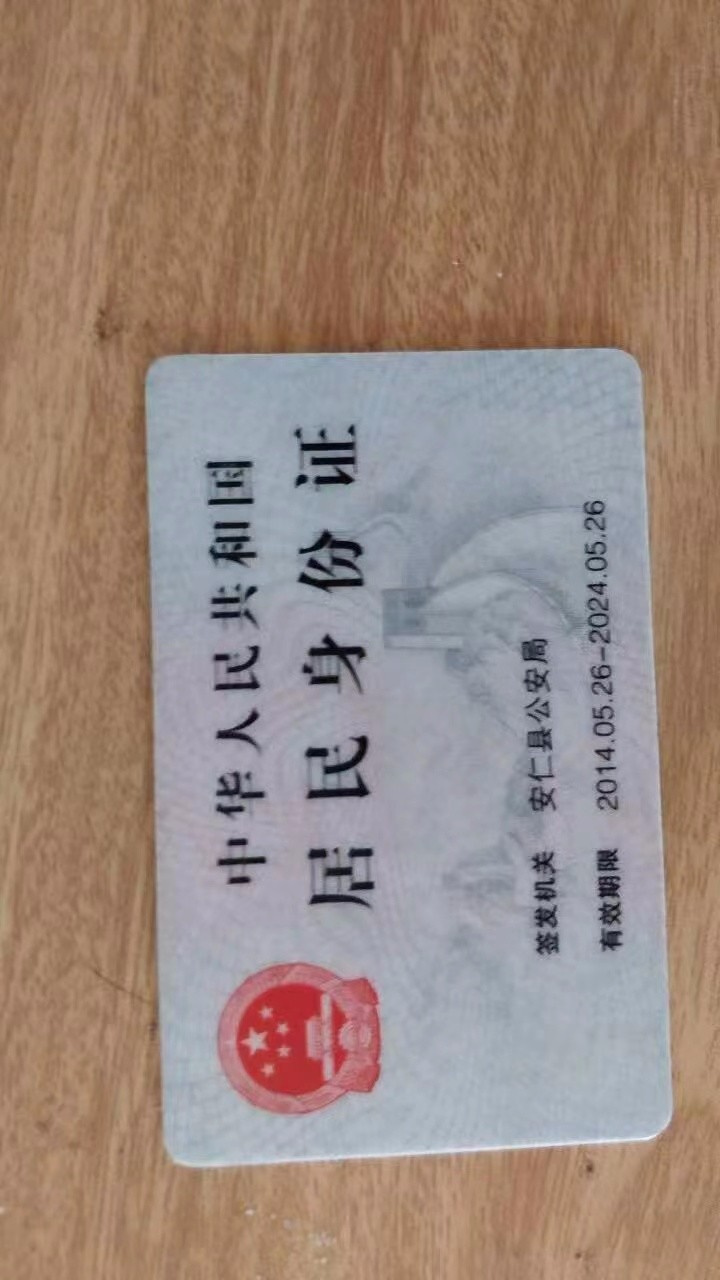 中华人民共和国
居民身份证
签发机关 安仁县公安局
有效期限 2014.05.26-2024.05.26